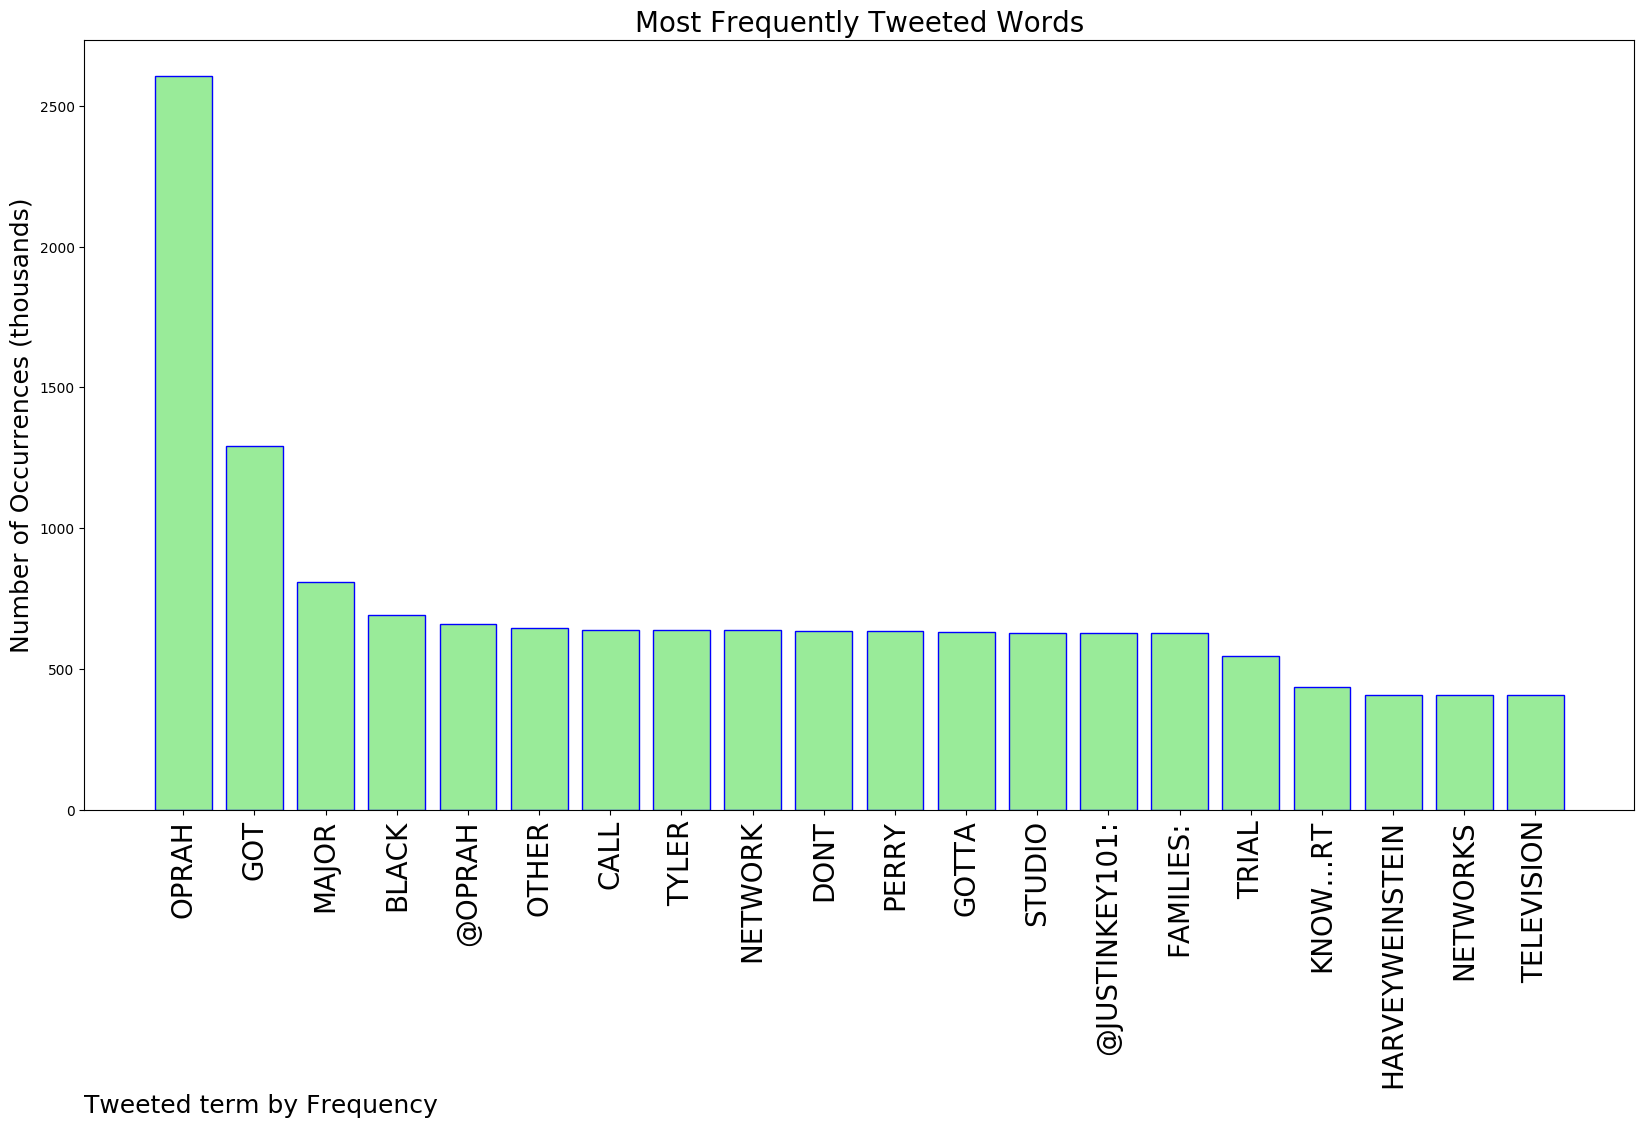 Most Frequently Tweeted Words
Number of Occurrences (thousands)
2500
2000
1500
1000
500
0
OPRAH
GOT
MAJOR
BLACK
@OPRAH
OTHER
CALL
TYLER
NETWORK
DONT
PERRY
GOTTA
STUDIO
@JUSTINKEY101:
FAMILIES:
TRIAL
KNOW...RT
HARVEYWEINSTEIN
NETWORKS
TELEVISION
Tweeted term by Frequency